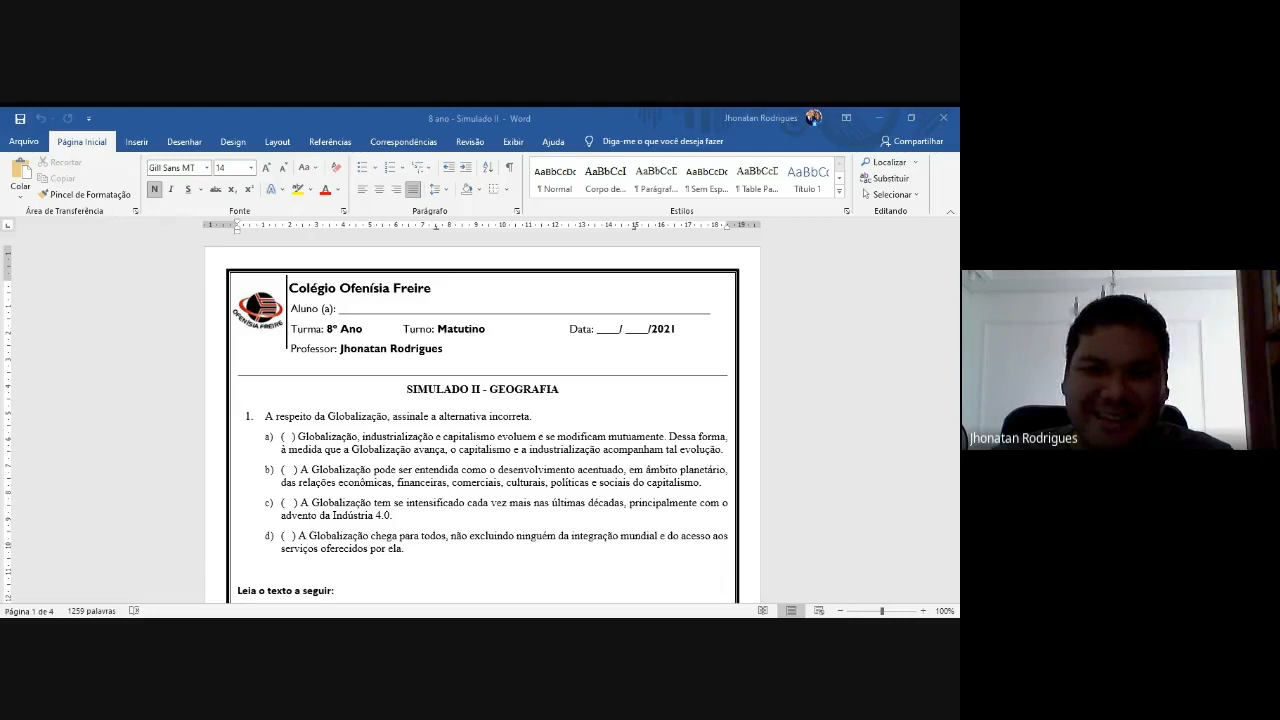 8 ano - Simulado II - Word
Jhonatan Rodrigues
Arquivo Página Inicial Inserir Desenhar Design Layout Referências Correspondências Revisão Exibir Ajuda Diga-me o que você deseja fazer Compartilhar
Colar
Recortar
Copiar
Pincel de Formatação
Área de Transferência
Gill Sans MT 14
Fonte
Parágrafo
AaBbCcDc AaBbCcI AaBbCcD AaBbCcDc AaBbCcD AaBbCc
¶ Normal Corpo de... ¶ Parágraf... ¶ Sem Esp... ¶ Table Pa... Título 1
Estilos
Localizar
Substituir
Selecionar
Editando
Colégio Ofenísia Freire
OFENISIA FREIRE
Aluno (a): ____________________
Turma: 8º Ano Turno: Matutino Data: ____/ ____/2021
Professor: Jhonatan Rodrigues
SIMULADO II - GEOGRAFIA
1. A respeito da Globalização, assinale a alternativa incorreta.
a) ( ) Globalização, industrialização e capitalismo evoluem e se modificam mutuamente. Dessa forma,
à medida que a Globalização avança, o capitalismo e a industrialização acompanham tal evolução.
b) ( ) A Globalização pode ser entendida como o desenvolvimento acentuado, em âmbito planetário,
das relações econômicas, financeiras, comerciais, culturais, políticas e sociais do capitalismo.
c) ( ) A Globalização tem se intensificado cada vez mais nas últimas décadas, principalmente com o
advento da Indústria 4.0.
d) ( ) A Globalização chega para todos, não excluindo ninguém da integração mundial e do acesso aos
serviços oferecidos por ela.
Leia o texto a seguir:
Página 1 de 4 1259 palavras 100%
Jhonatan Rodrigues